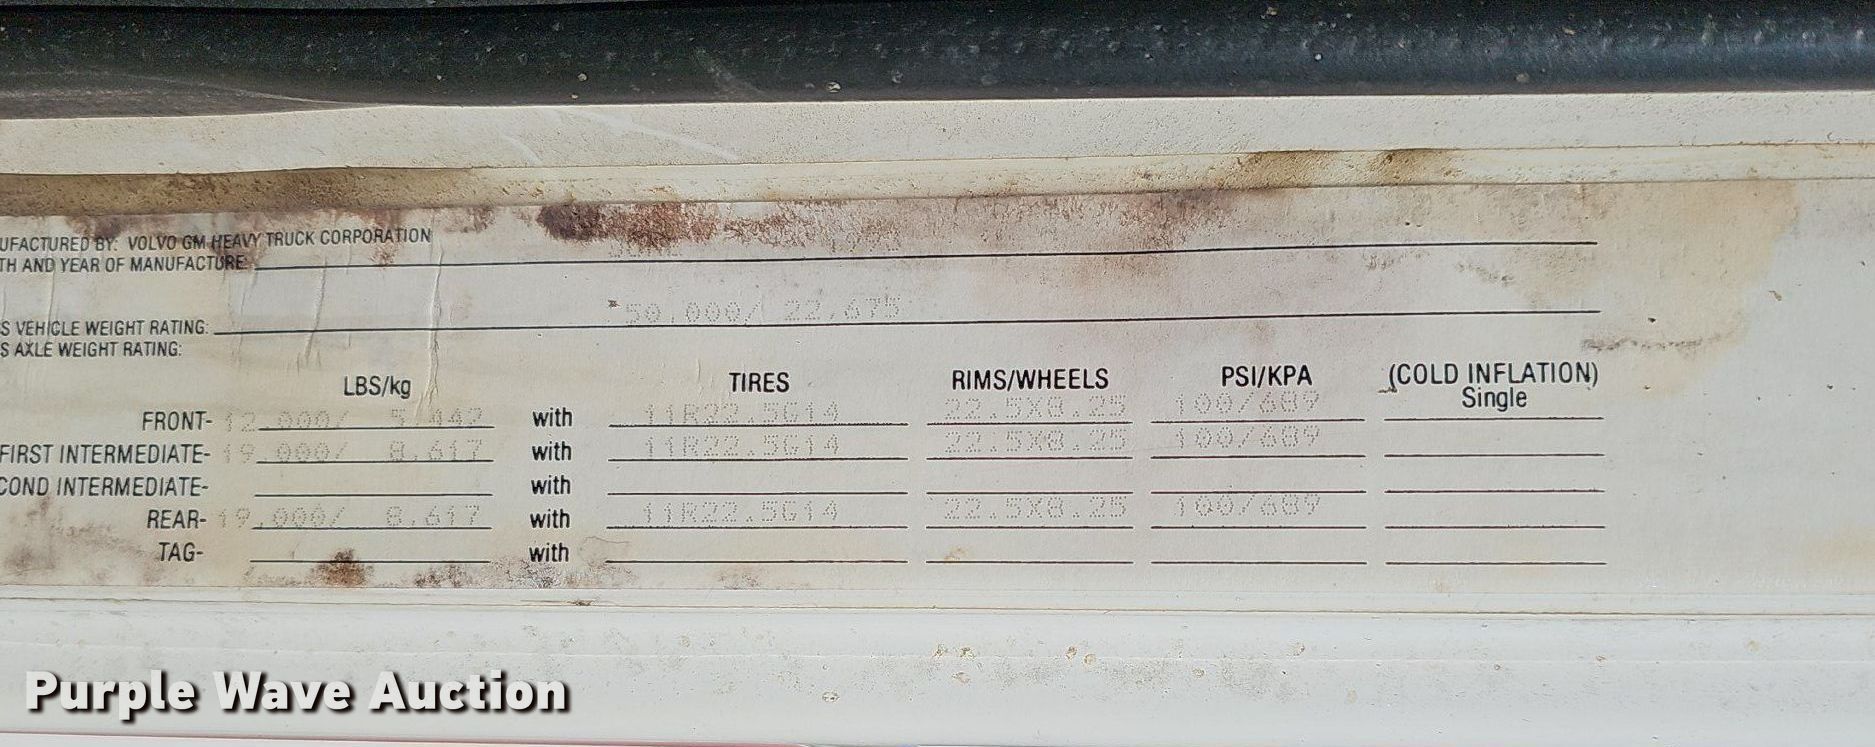 UFACTURED BY: VOLVO GM HEAVY TRUCK CORPORATION
TH AND YEAR OF MANUFACTURE:
S VEHICLE WEIGHT RATING: 50,000/ 22,675
S AXLE WEIGHT RATING:
LBS/kg TIRES RIMS/WHEELS PSI/KPA (COLD INFLATION)
Single
FRONT- 12,000/ 5,442 with 11R22.5G14 22.5X8.25 100/689
FIRST INTERMEDIATE- 19,000/ 8,617 with 11R22.5G14 22.5X8.25 100/689
COND INTERMEDIATE- with
REAR- 19,000/ 8,617 with 11R22.5G14 22.5X8.25 100/689
TAG- with
Purple Wave Auction